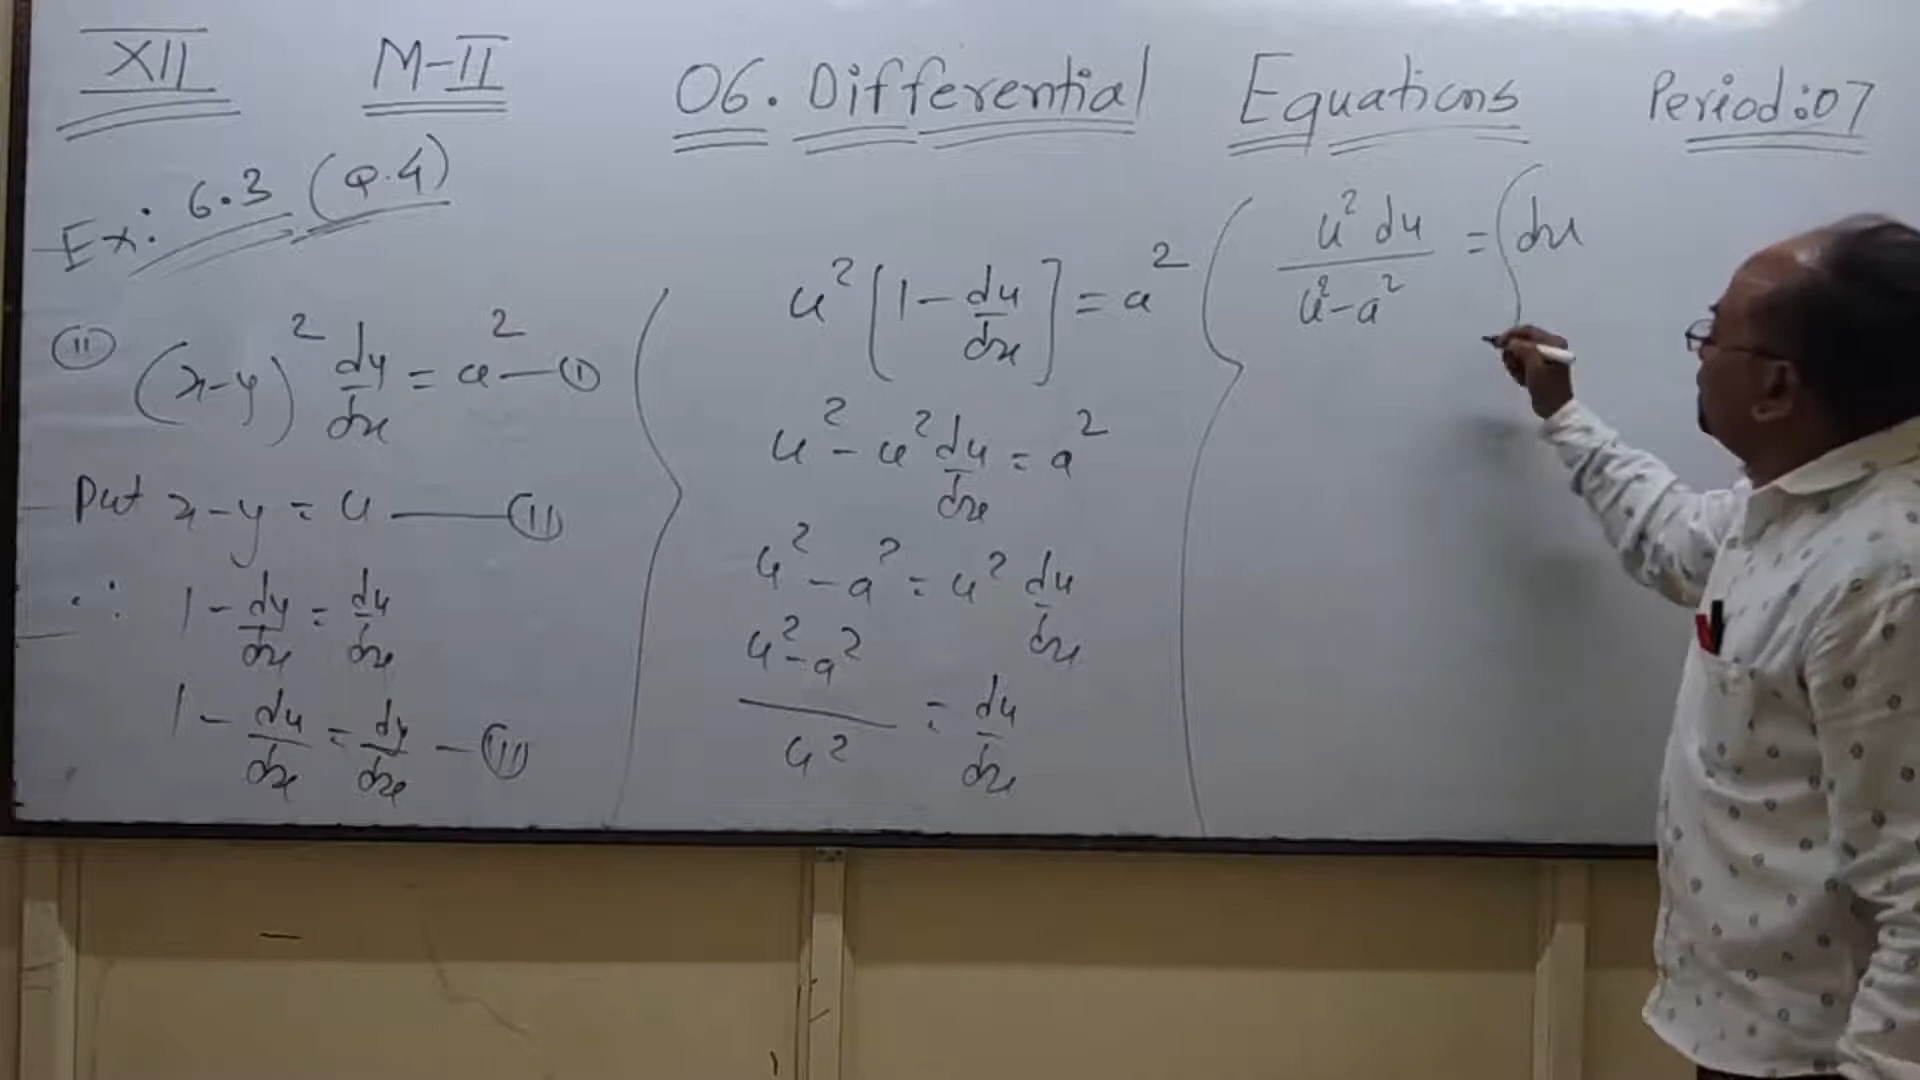 XII M-II 06. Differential Equations Period:07
Ex: 6.3 (Q.4)
(ii) (x-y)² dy/dx = a² — (I)
Put x-y = u — (II)
∴ 1 - dy/dx = du/dx
1 - du/dx = dy/dx — (III)
u² [1 - du/dx] = a²
u² - u² du/dx = a²
u² - a² = u² du/dx
u²-a² / u² = du/dx
u² du / u²-a² = ∫ dx